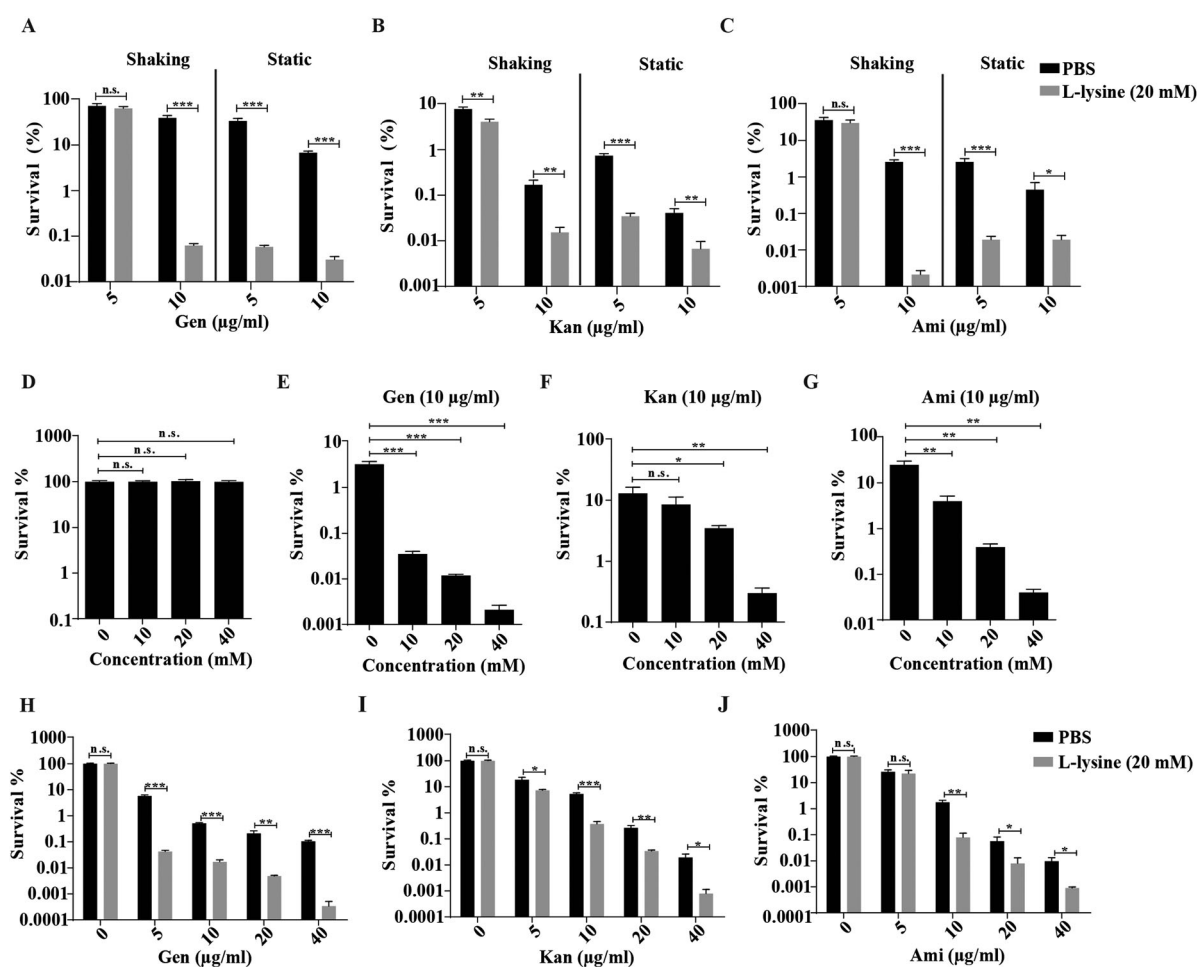 A
Shaking
Static
n.s.
***
***
***
100
10
1
0.1
0.01
Survival (%)
5
10
5
10
Gen (µg/ml)
B
Shaking
Static
**
**
***
**
10
1
0.1
0.01
0.001
Survival (%)
5
10
5
10
Kan (µg/ml)
C
Shaking
Static
n.s.
***
***
*
100
10
1
0.1
0.01
0.001
Survival (%)
5
10
5
10
Ami (µg/ml)
PBS
L-lysine (20 mM)
D
n.s.
n.s.
n.s.
1000
100
100
1
0.1
Survival %
0
10
20
40
Concentration (mM)
E
Gen (10 µg/ml)
***
***
***
10
1
0.1
0.01
0.001
Survival %
0
10
20
40
Concentration (mM)
F
Kan (10 µg/ml)
**
*
n.s.
100
10
1
0.1
Survival %
0
10
20
40
Concentration (mM)
G
Ami (10 µg/ml)
**
**
**
100
10
1
0.1
0.01
Survival %
0
10
20
40
Concentration (mM)
H
n.s.
***
***
**
***
1000
100
10
1
0.1
0.01
0.001
0.0001
Survival %
0
5
10
20
40
Gen (µg/ml)
I
n.s.
*
***
**
*
1000
100
10
1
0.1
0.01
0.001
0.0001
Survival %
0
5
10
20
40
Kan (µg/ml)
J
n.s.
n.s.
**
*
*
1000
100
10
1
0.1
0.01
0.001
0.0001
Survival %
0
5
10
20
40
Ami (µg/ml)
PBS
L-lysine (20 mM)